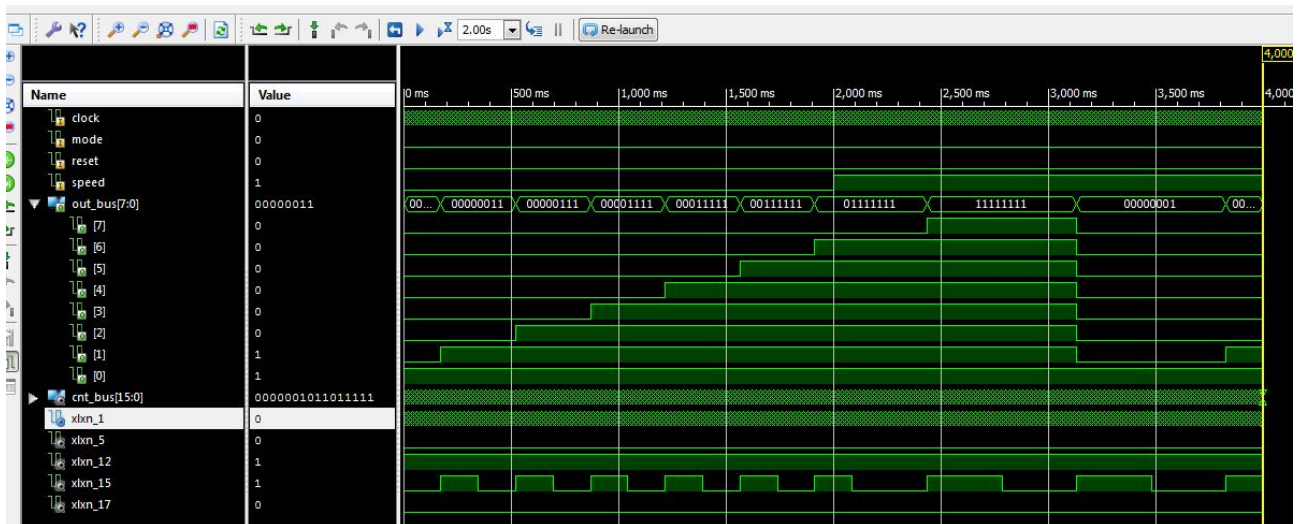 2.00s Re-launch
4,000
Name Value 0 ms 500 ms 1,000 ms 1,500 ms 2,000 ms 2,500 ms 3,000 ms 3,500 ms 4,000
clock 0
mode 0
reset 0
speed 1
out_bus[7:0] 00000011 00... 00000011 00000111 00001111 00011111 00111111 01111111 11111111 00000001 00...
[7] 0
[6] 0
[5] 0
[4] 0
[3] 0
[2] 0
[1] 1
[0] 1
cnt_bus[15:0] 0000001011011111
xlxn_1 0
xlxn_5 0
xlxn_12 1
xlxn_15 1
xlxn_17 0